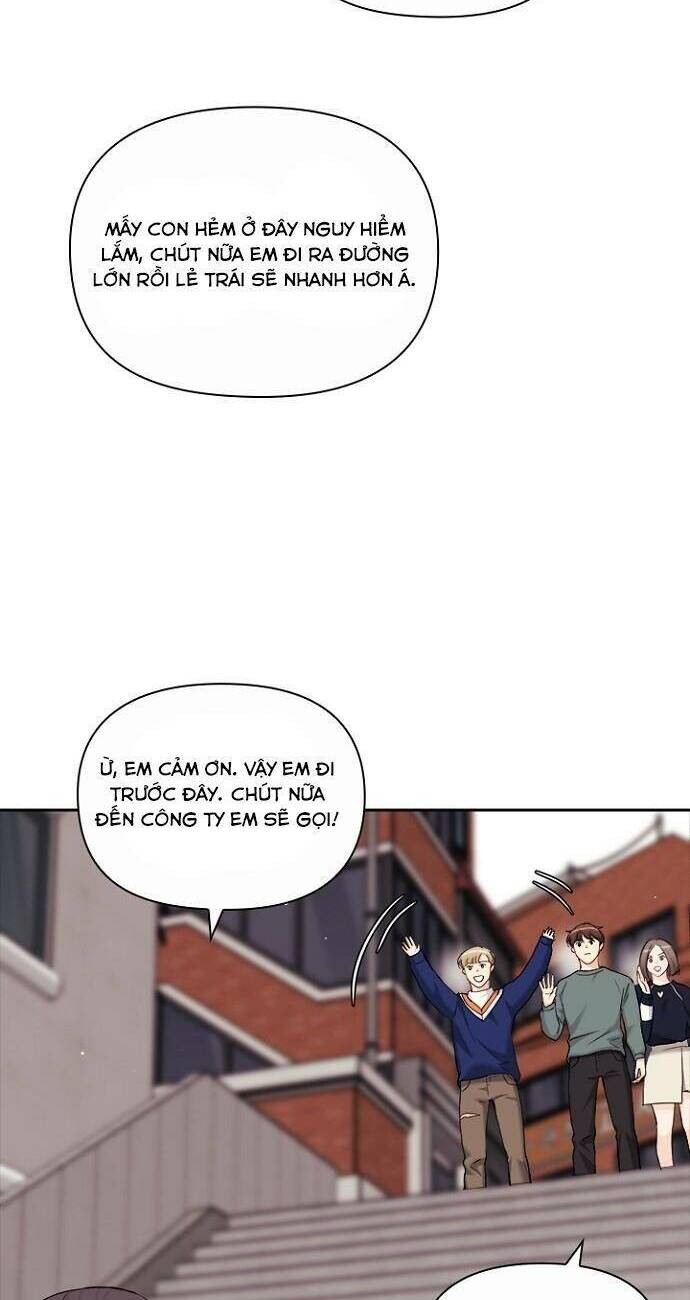 MẤY CON HẺM Ở ĐÂY NGUY HIỂM
LẮM, CHÚT NỮA EM ĐI RA ĐƯỜNG
LỚN RỒI LẺ TRÁI SẼ NHANH HƠN Á.
Ừ, EM CẢM ƠN. VẬY EM ĐI
TRƯỚC ĐÂY. CHÚT NỮA
ĐẾN CÔNG TY EM SẼ GỌI!